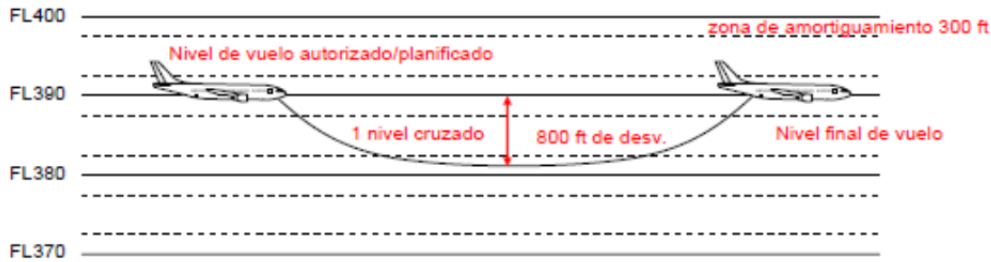 FL400
zona de amortiguamiento 300 ft
Nivel de vuelo autorizado/planificado
FL390
1 nivel cruzado
800 ft de desv.
Nivel final de vuelo
FL380
FL370